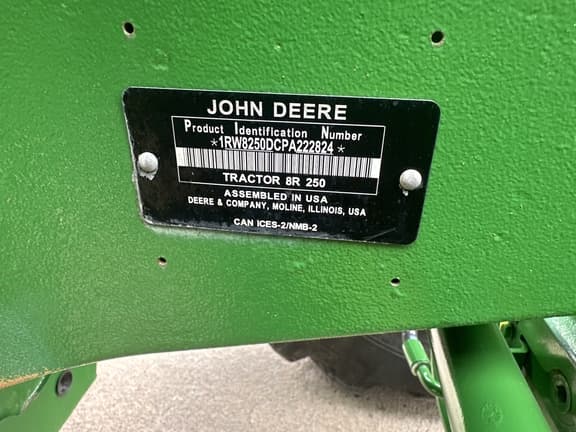 JOHN DEERE
Product Identification Number
*1RW8250DCPA222824*
TRACTOR 8R 250
ASSEMBLED IN USA
DEERE & COMPANY, MOLINE, ILLINOIS, USA
CAN ICES-2/NMB-2